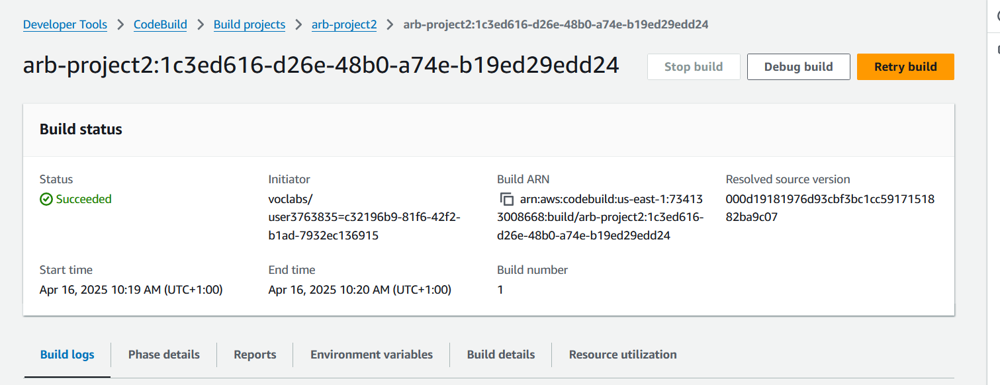 Developer Tools > CodeBuild > Build projects > arb-project2 > arb-project2:1c3ed616-d26e-48b0-a74e-b19ed29edd24
arb-project2:1c3ed616-d26e-48b0-a74e-b19ed29edd24
Stop build
Debug build
Retry build
Build status
Status
Succeeded
Initiator
voclabs/
user3763835=c32196b9-81f6-42f2-
b1ad-7932ec136915
Build ARN
arn:aws:codebuild:us-east-1:73413
3008668:build/arb-project2:1c3ed616-
d26e-48b0-a74e-b19ed29edd24
Resolved source version
000d19181976d93cbf3bc1cc59171518
82ba9c07
Start time
Apr 16, 2025 10:19 AM (UTC+1:00)
End time
Apr 16, 2025 10:20 AM (UTC+1:00)
Build number
1
Build logs
Phase details
Reports
Environment variables
Build details
Resource utilization